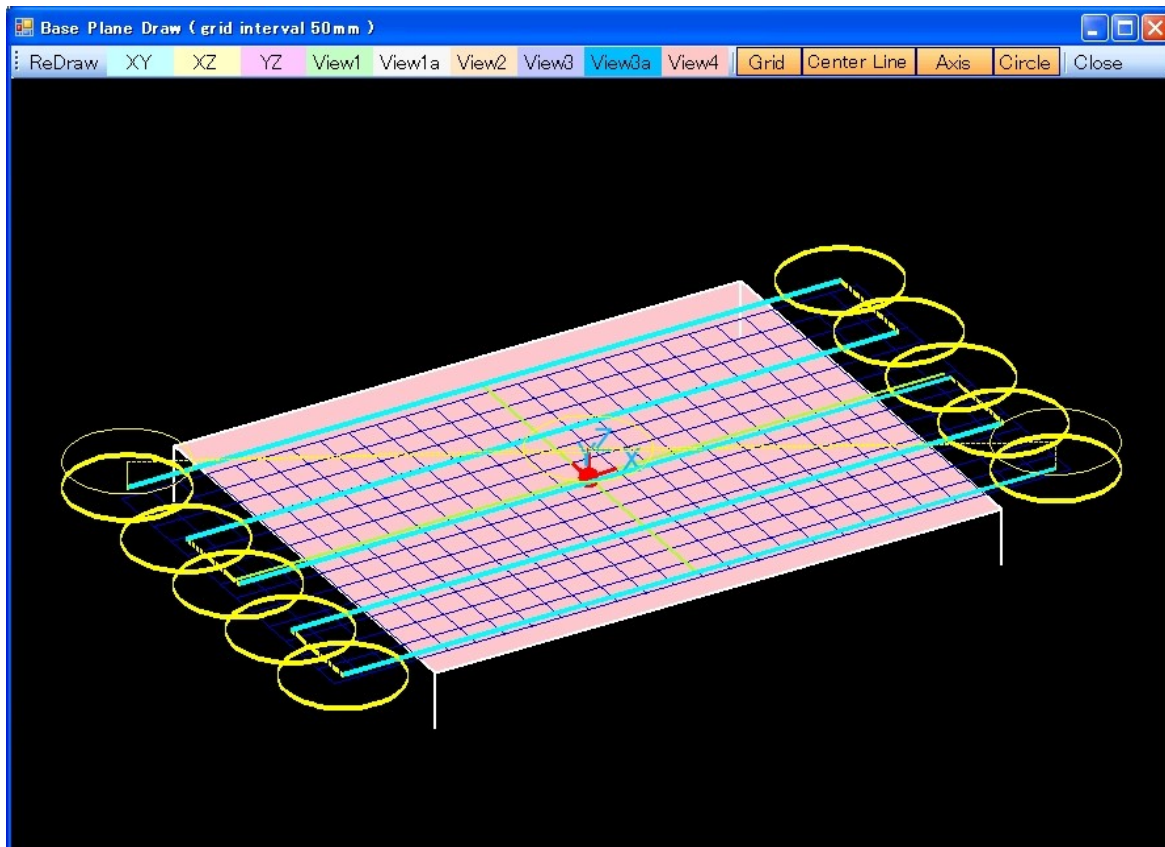 Base Plane Draw ( grid interval 50mm )
ReDraw XY XZ YZ View1 View1a View2 View3 View3a View4 Grid Center Line Axis Circle Close
Z
X